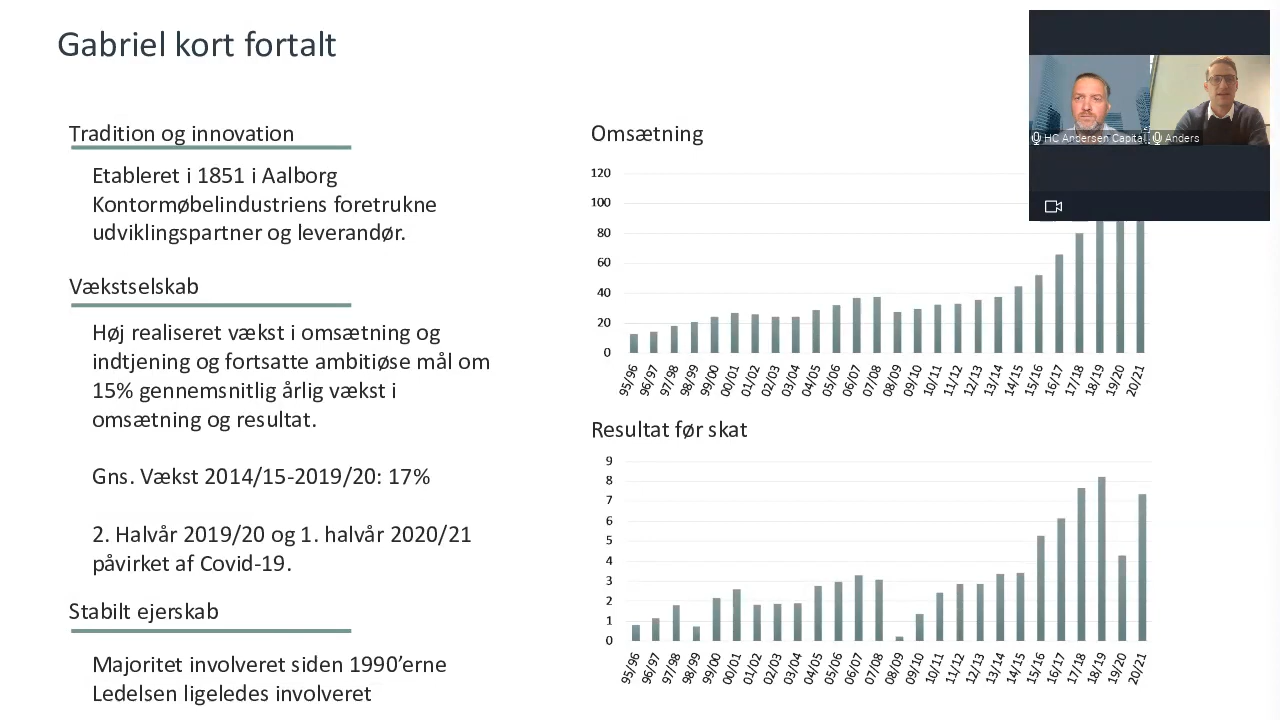 Gabriel kort fortalt
Tradition og innovation
Etableret i 1851 i Aalborg
Kontormøbelindustriens foretrukne
udviklingspartner og leverandør.
Vækstselskab
Høj realiseret vækst i omsætning og
indtjening og fortsatte ambitiøse mål om
15% gennemsnitlig årlig vækst i
omsætning og resultat.
Gns. Vækst 2014/15-2019/20: 17%
2. Halvår 2019/20 og 1. halvår 2020/21
påvirket af Covid-19.
Stabilt ejerskab
Majoritet involveret siden 1990’erne
Ledelsen ligeledes involveret
Omsætning
120
100
80
60
40
20
0
95/96 96/97 97/98 98/99 99/00 00/01 01/02 02/03 03/04 04/05 05/06 06/07 07/08 08/09 09/10 10/11 11/12 12/13 13/14 14/15 15/16 16/17 17/18 18/19 19/20 20/21
Resultat før skat
9
8
7
6
5
4
3
2
1
0
95/96 96/97 97/98 98/99 99/00 00/01 01/02 02/03 03/04 04/05 05/06 06/07 07/08 08/09 09/10 10/11 11/12 12/13 13/14 14/15 15/16 16/17 17/18 18/19 19/20 20/21
HC Andersen Capital
Anders